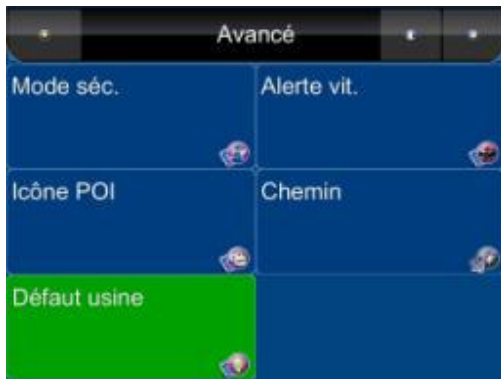 Avancé
Mode séc.
Alerte vit.
Icône POI
Chemin
Défaut usine